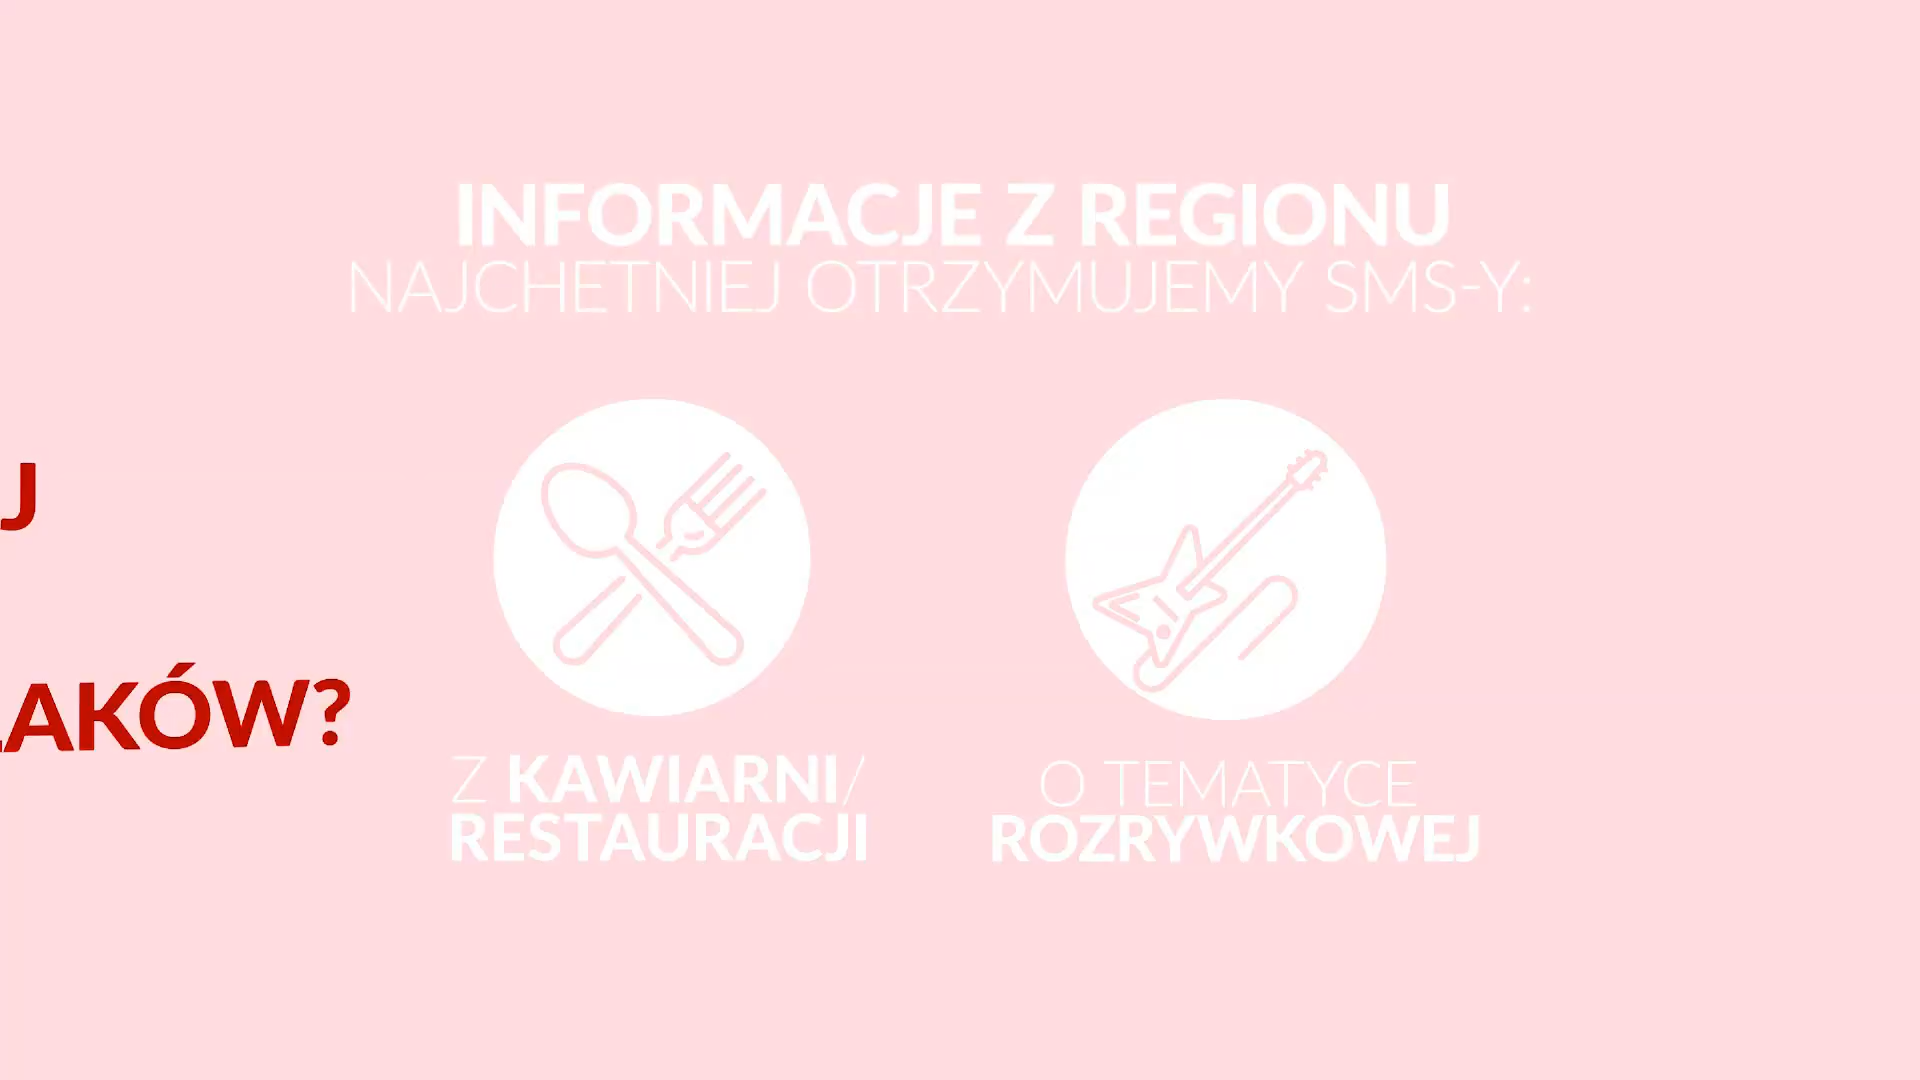 INFORMACJE Z REGIONU
NAJCHETNIEJ OTRZYMUJEMY SMS-Y:
J
AKÓW?
Z KAWIARNI/
RESTAURACJI
O TEMATYCE
ROZRYWKOWEJ